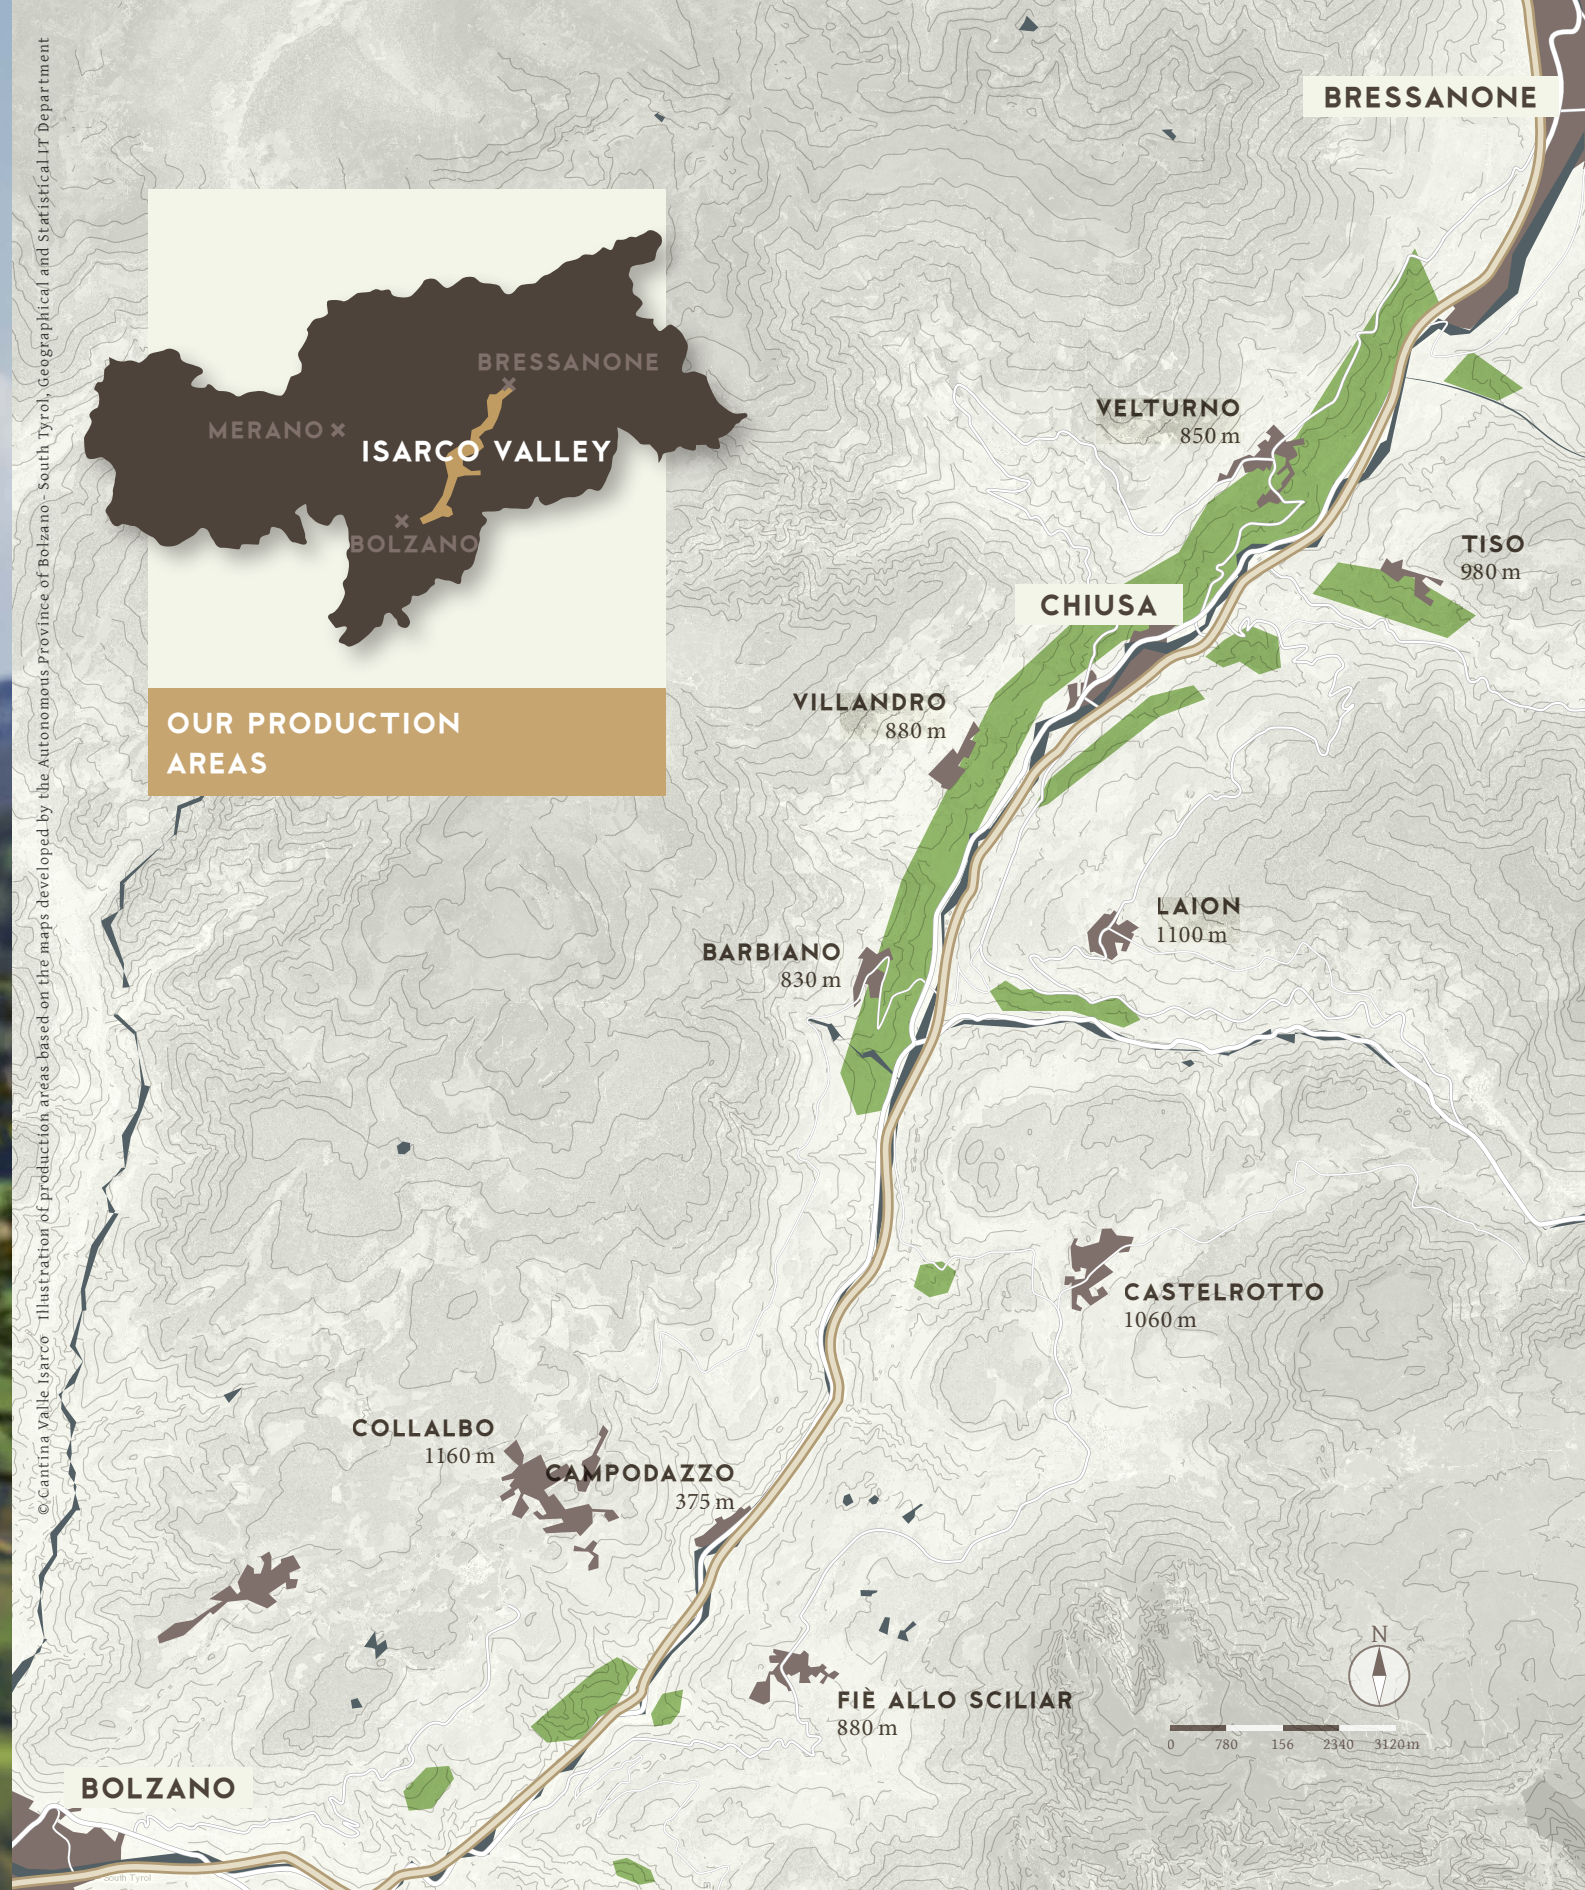 © Cantina Valle Isarco Illustration of production areas based on the maps developed by the Autonomous Province of Bolzano - South Tyrol, Geographical and Statistical IT Department
BRESSANONE
BRESSANONE
MERANO
ISARCO VALLEY
BOLZANO
OUR PRODUCTION
AREAS
VELTURNO
850 m
TISO
980 m
CHIUSA
VILLANDRO
880 m
LAION
1100 m
BARBIANO
830 m
CASTELROTTO
1060 m
COLLALBO
1160 m
CAMPODAZZO
375 m
FIÈ ALLO SCILIAR
880 m
N
0 780 156 2340 3120 m
BOLZANO
South Tyrol